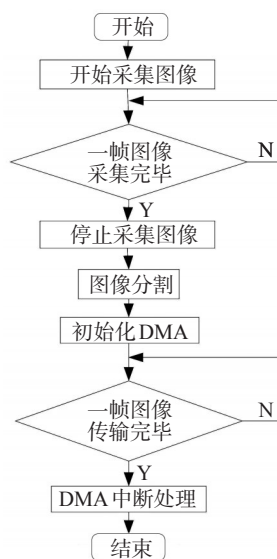 开始
开始采集图像
一帧图像
采集完毕
N
Y
停止采集图像
图像分割
初始化DMA
一帧图像
传输完毕
N
Y
DMA中断处理
结束